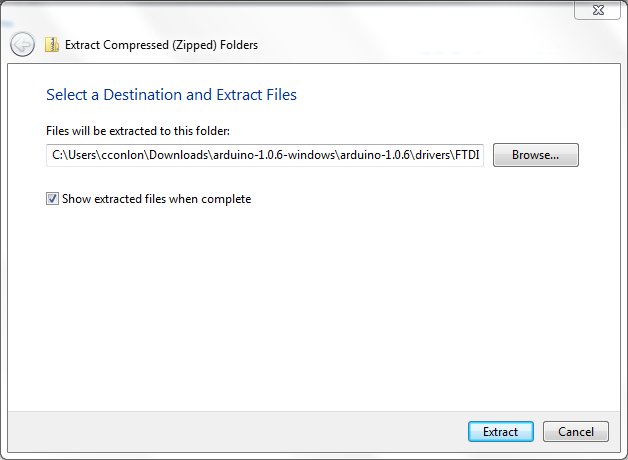 Extract Compressed (Zipped) Folders
Select a Destination and Extract Files
Files will be extracted to this folder:
C:\Users\cconlon\Downloads\arduino-1.0.6-windows\arduino-1.0.6\drivers\FTDI
Browse...
Show extracted files when complete
Extract
Cancel